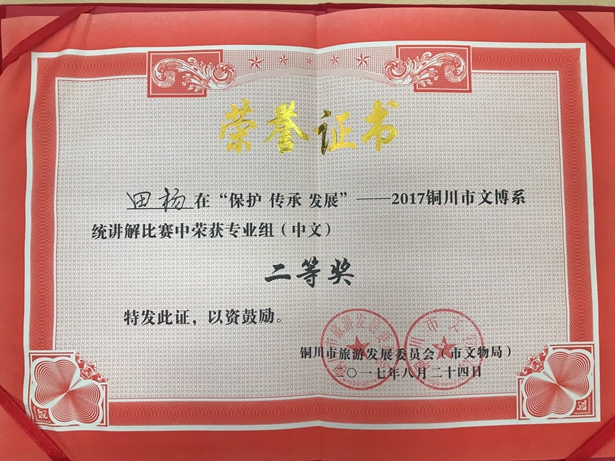 荣誉证书
田杨在“保护 传承 发展”——2017铜川市文博系
统讲解比赛中荣获专业组（中文）
二等奖
特发此证，以资鼓励。
铜川市旅游发展委员会（市文物局）
〇一七年八月二十四日